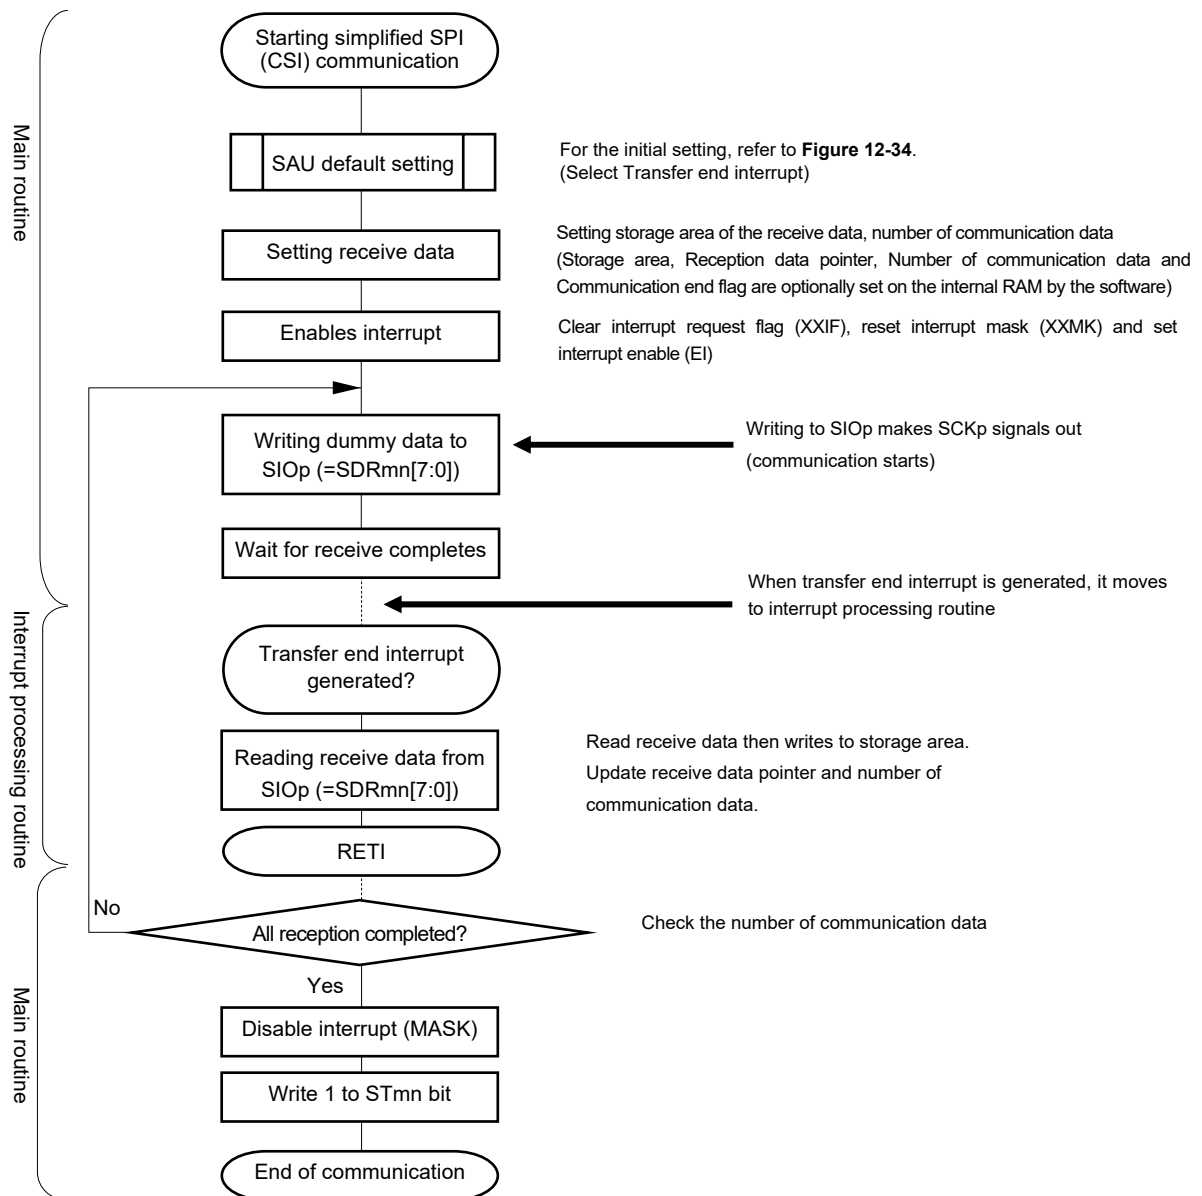 Starting simplified SPI
(CSI) communication
Main routine
SAU default setting
For the initial setting, refer to Figure 12-34.
(Select Transfer end interrupt)
Setting receive data
Setting storage area of the receive data, number of communication data
(Storage area, Reception data pointer, Number of communication data and
Communication end flag are optionally set on the internal RAM by the software)
Enables interrupt
Clear interrupt request flag (XXIF), reset interrupt mask (XXMK) and set
interrupt enable (EI)
Writing dummy data to
SIOp (=SDRmn[7:0])
Writing to SIOp makes SCKp signals out
(communication starts)
Wait for receive completes
When transfer end interrupt is generated, it moves
to interrupt processing routine
Interrupt processing routine
Transfer end interrupt
generated?
Reading receive data from
SIOp (=SDRmn[7:0])
Read receive data then writes to storage area.
Update receive data pointer and number of
communication data.
RETI
No
All reception completed?
Check the number of communication data
Yes
Main routine
Disable interrupt (MASK)
Write 1 to STmn bit
End of communication